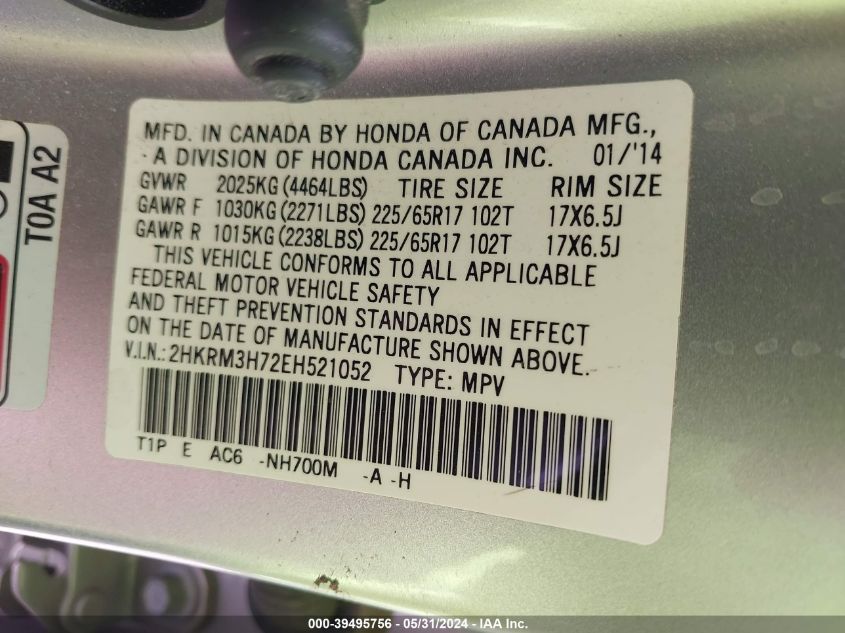 MFD. IN CANADA BY HONDA OF CANADA MFG.,
A DIVISION OF HONDA CANADA INC. 01/'14
GVWR 2025KG (4464LBS) TIRE SIZE RIM SIZE
GAWR F 1030KG (2271LBS) 225/65R17 102T 17X6.5J
GAWR R 1015KG (2238LBS) 225/65R17 102T 17X6.5J
THIS VEHICLE CONFORMS TO ALL APPLICABLE
FEDERAL MOTOR VEHICLE SAFETY
AND THEFT PREVENTION STANDARDS IN EFFECT
ON THE DATE OF MANUFACTURE SHOWN ABOVE.
V.I.N.: 2HKRM3H72EH521052 TYPE: MPV
T1P E AC6 -NH700M -A -H
T0A A2
000-39495756 - 05/31/2024 - IAA Inc.